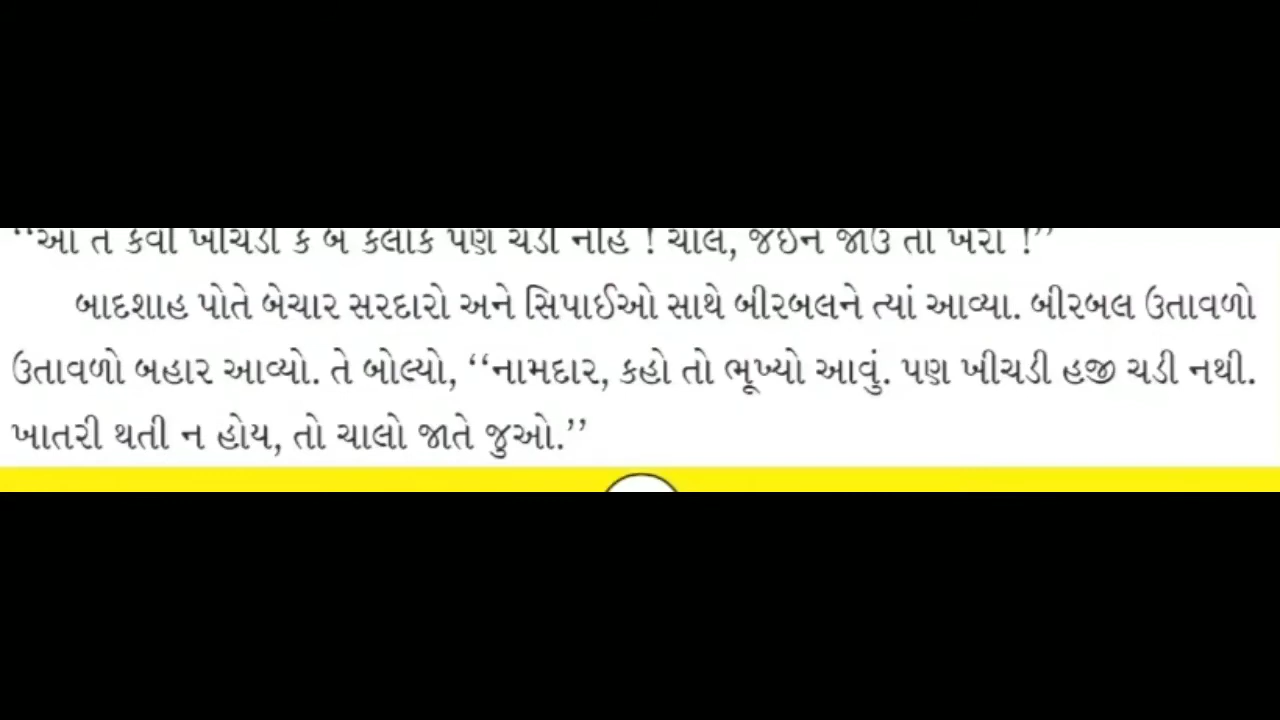 ‘‘આ તે કેવી ખીચડી કે બે કલાકે પણ ચડી નહિ ! ચાલ, જઈને જોઉં તો ખરો !’’
બાદશાહ પોતે બેચાર સરદારો અને સિપાઈઓ સાથે બીરબલને ત્યાં આવ્યા. બીરબલ ઉતાવળો
ઉતાવળો બહાર આવ્યો. તે બોલ્યો, ‘‘નામદાર, કહો તો ભૂખ્યો આવું. પણ ખીચડી હજી ચડી નથી.
ખાતરી થતી ન હોય, તો ચાલો જાતે જુઓ.’’